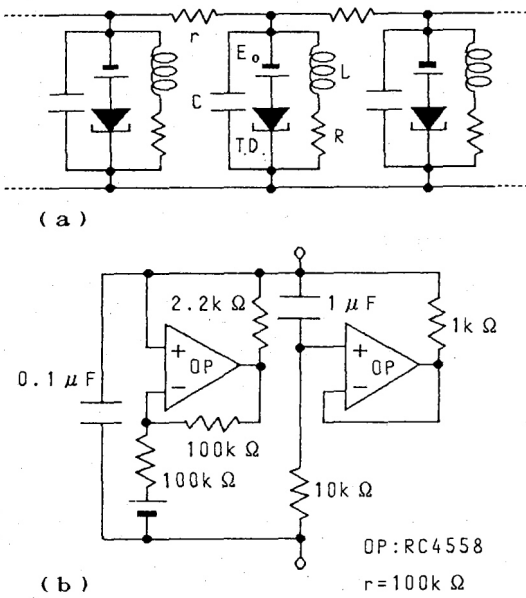 r
E₀
L
C
T.D.
R
(a)
2.2kΩ
1μF
+
OP
−
+
OP
−
1kΩ
0.1μF
100kΩ
100kΩ
10kΩ
OP:RC4558
(b)
r=100kΩ